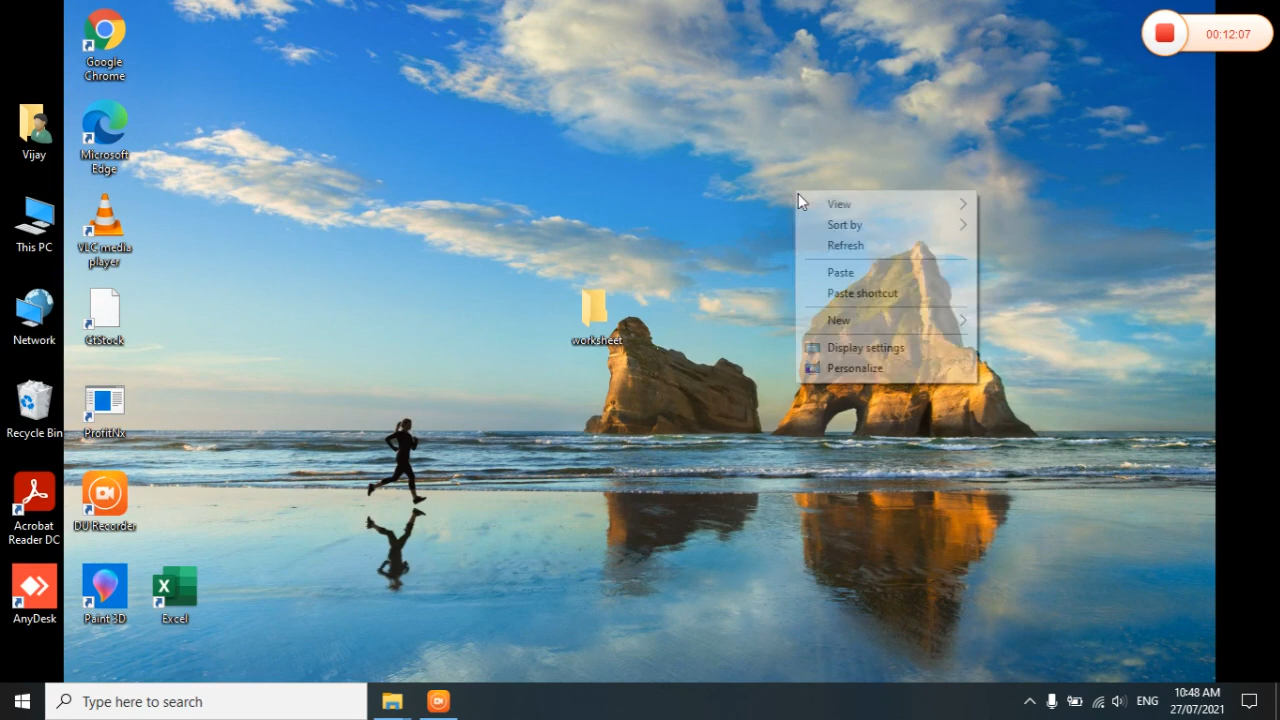 Google
Chrome
00:12:07
Vijay
Microsoft
Edge
View
Sort by
Refresh
This PC
VLC media
player
Paste
Paste shortcut
Network
GtStock
worksheet
New
Display settings
Personalize
Recycle Bin
ProfitNx
Acrobat
Reader DC
DU Recorder
AnyDesk
Paint 3D
Excel
Type here to search
ENG
10:48 AM
27/07/2021